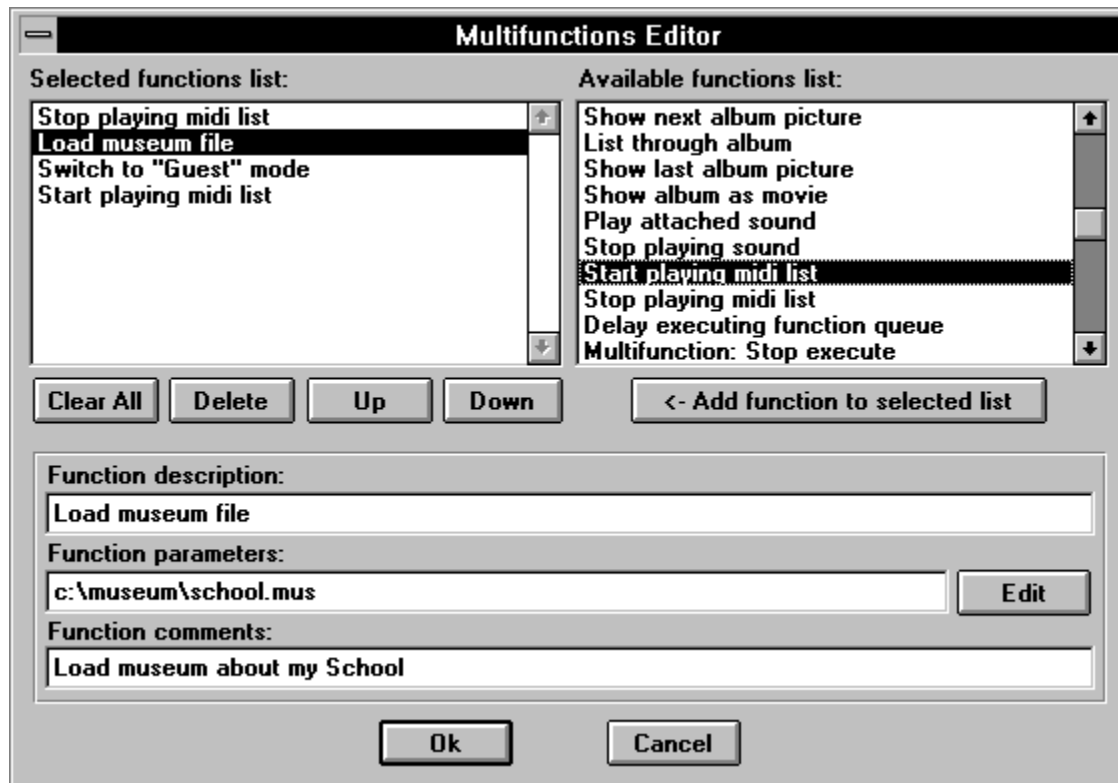 Multifunctions Editor
Selected functions list:
Stop playing midi list
Load museum file
Switch to "Guest" mode
Start playing midi list
Available functions list:
Show next album picture
List through album
Show last album picture
Show album as movie
Play attached sound
Stop playing sound
Start playing midi list
Stop playing midi list
Delay executing function queue
Multifunction: Stop execute
Clear All
Delete
Up
Down
<- Add function to selected list
Function description:
Load museum file
Function parameters:
c:\museum\school.mus
Edit
Function comments:
Load museum about my School
Ok
Cancel